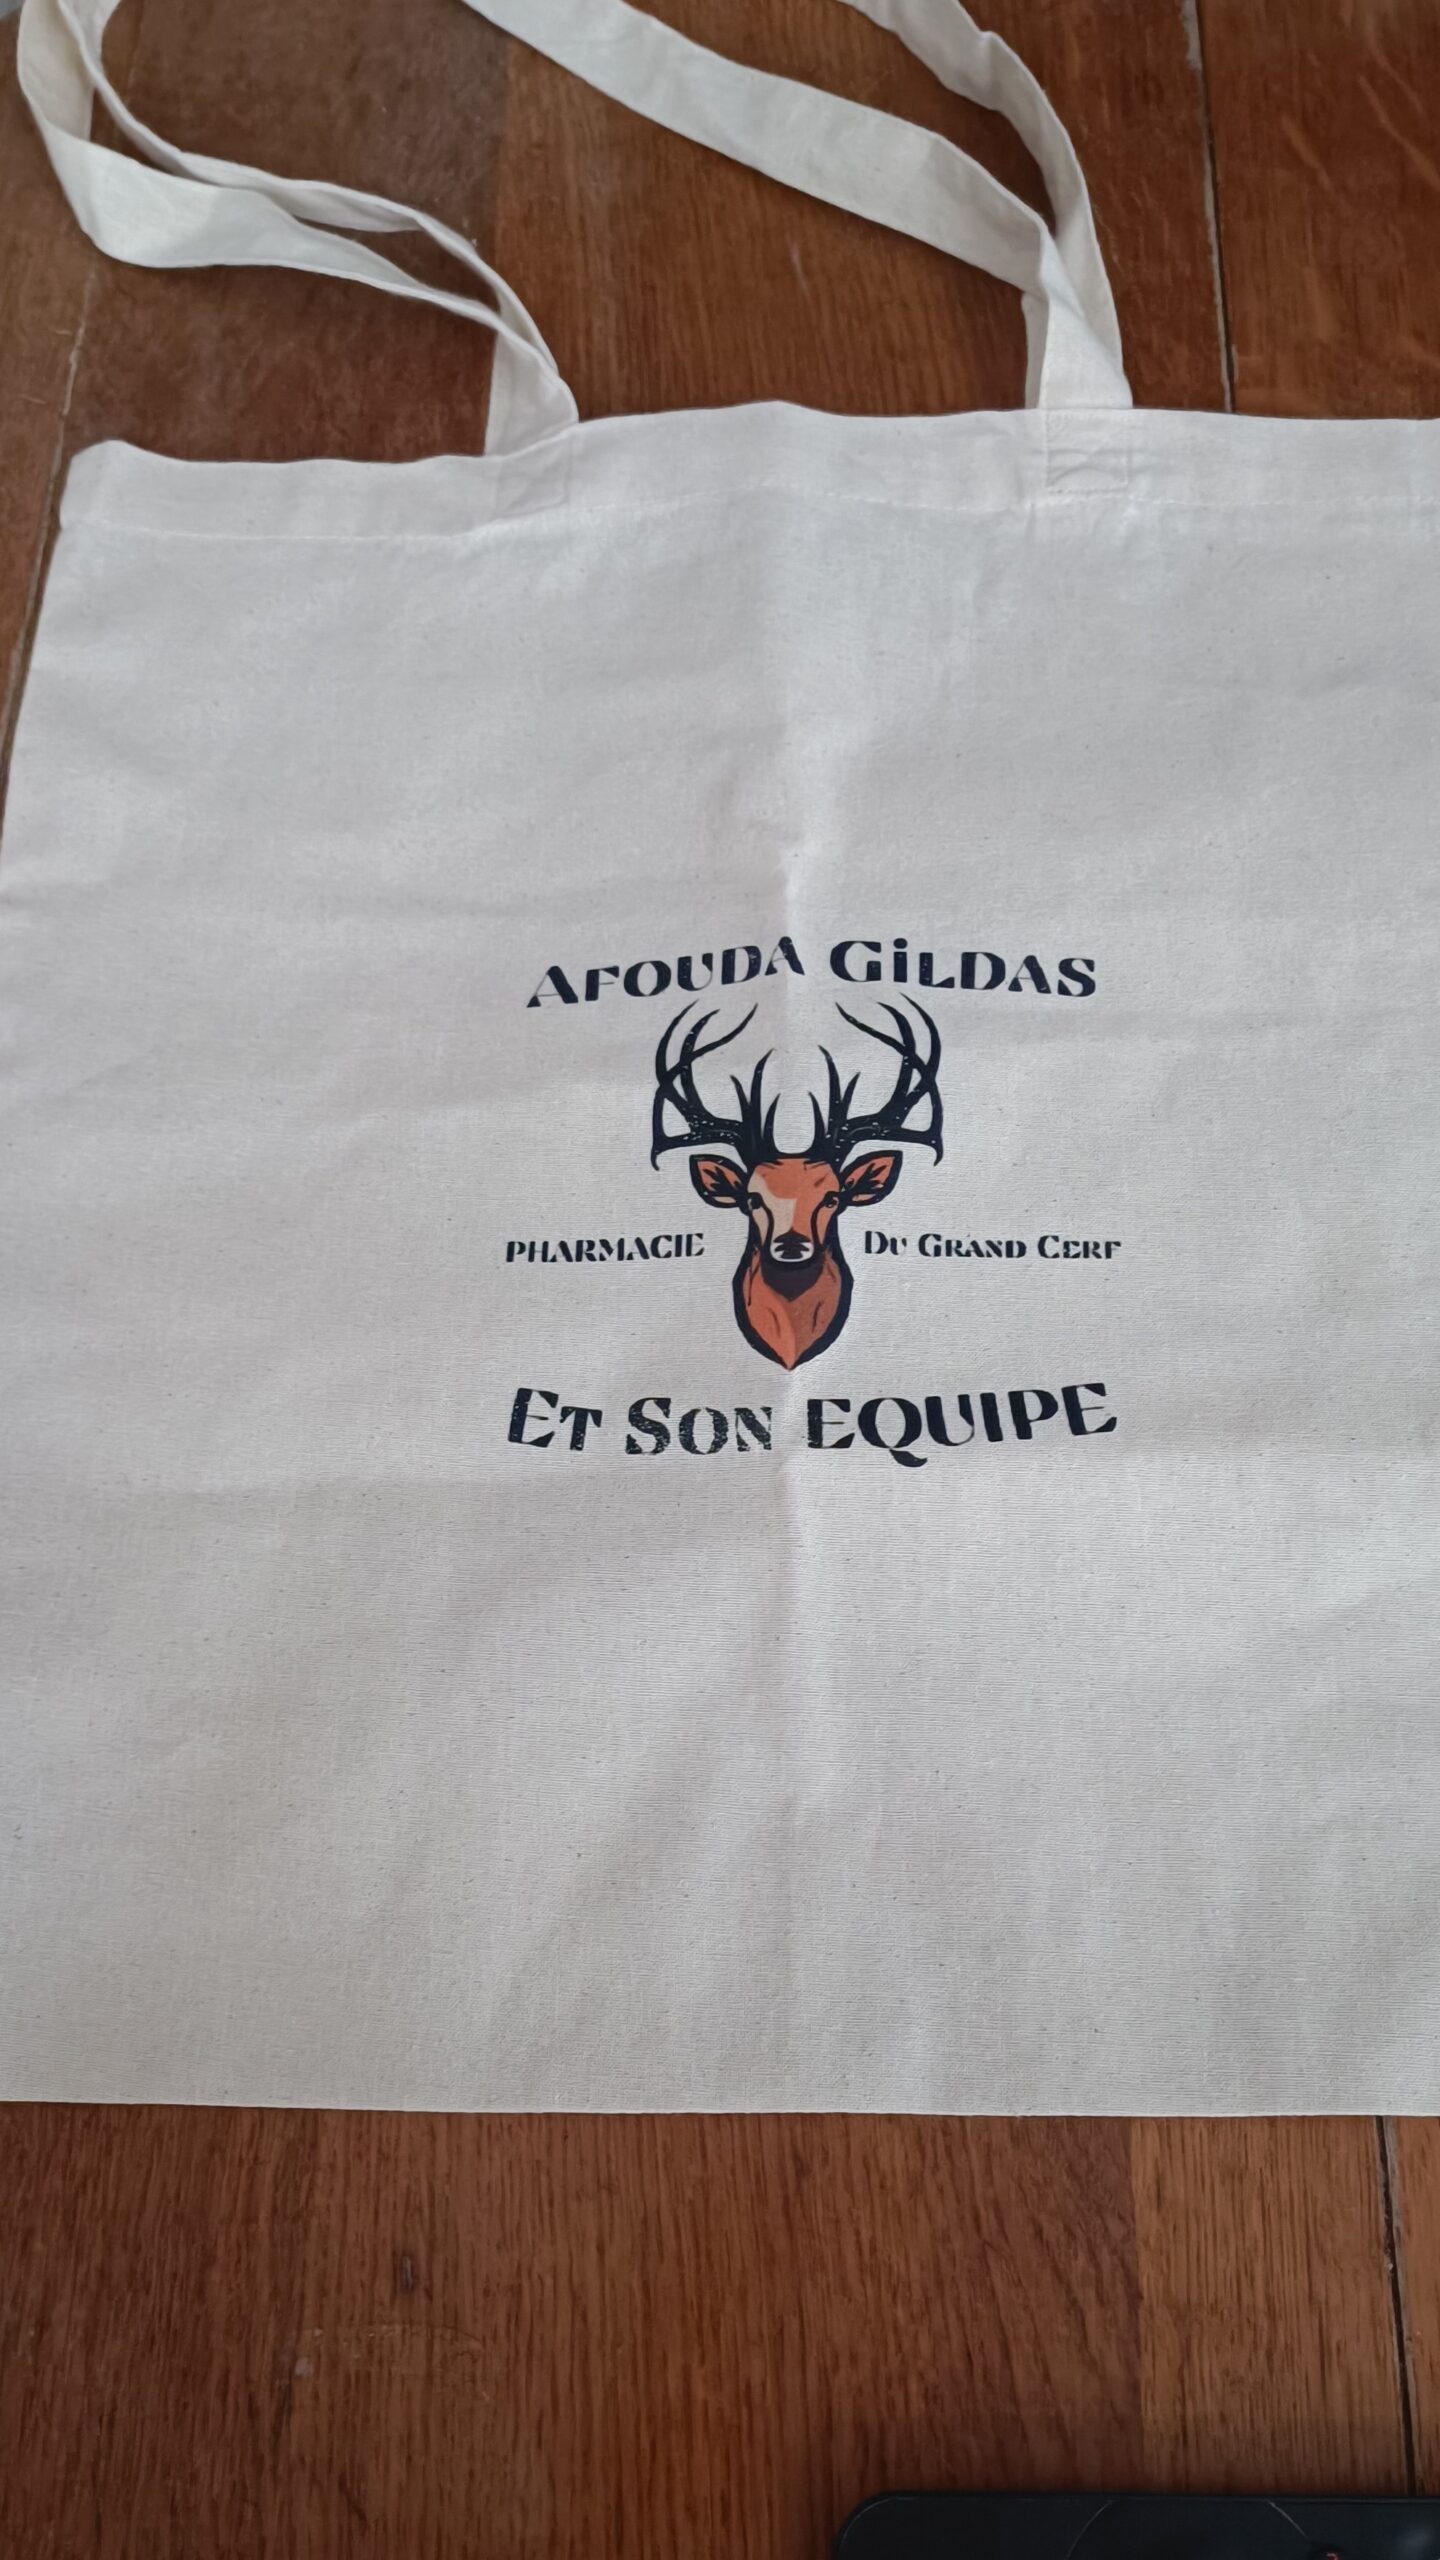 AFOUDA GiLDAS
PHARMACIE DU GRAND CERF
ET SON EQUIPE